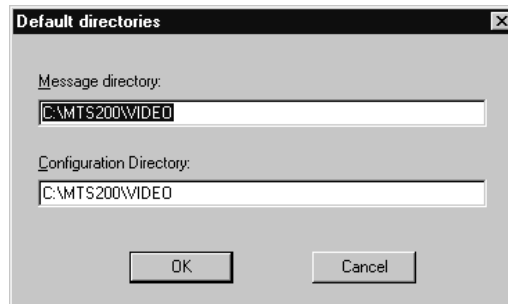 Default directories
Message directory:
C:\MTS200\VIDEO
Configuration Directory:
C:\MTS200\VIDEO
OK Cancel